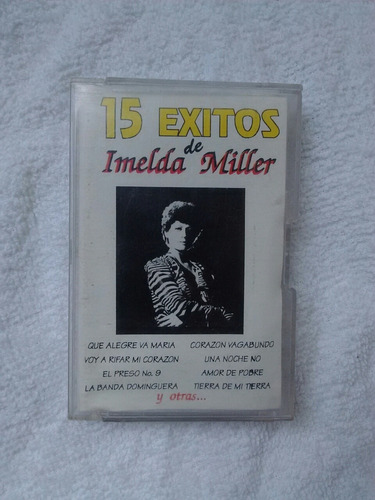 15 EXITOS
de
Imelda Miller
QUE ALEGRE VA MARIA
VOY A RIFAR MI CORAZON
EL PRESO No. 9
LA BANDA DOMINGUERA
CORAZON VAGABUNDO
UNA NOCHE NO
AMOR DE POBRE
TIERRA DE MI TIERRA
y otras...